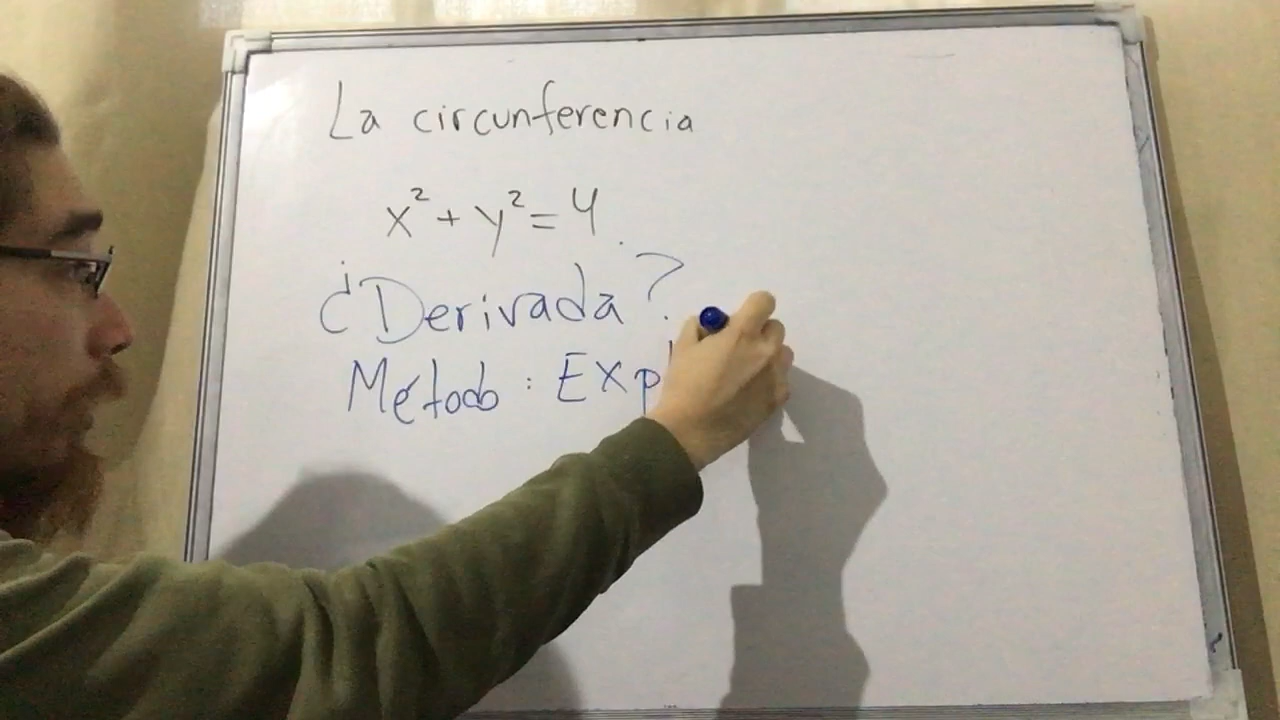 La circunferencia
x² + y² = 4.
¿Derivada?
Método: EXp